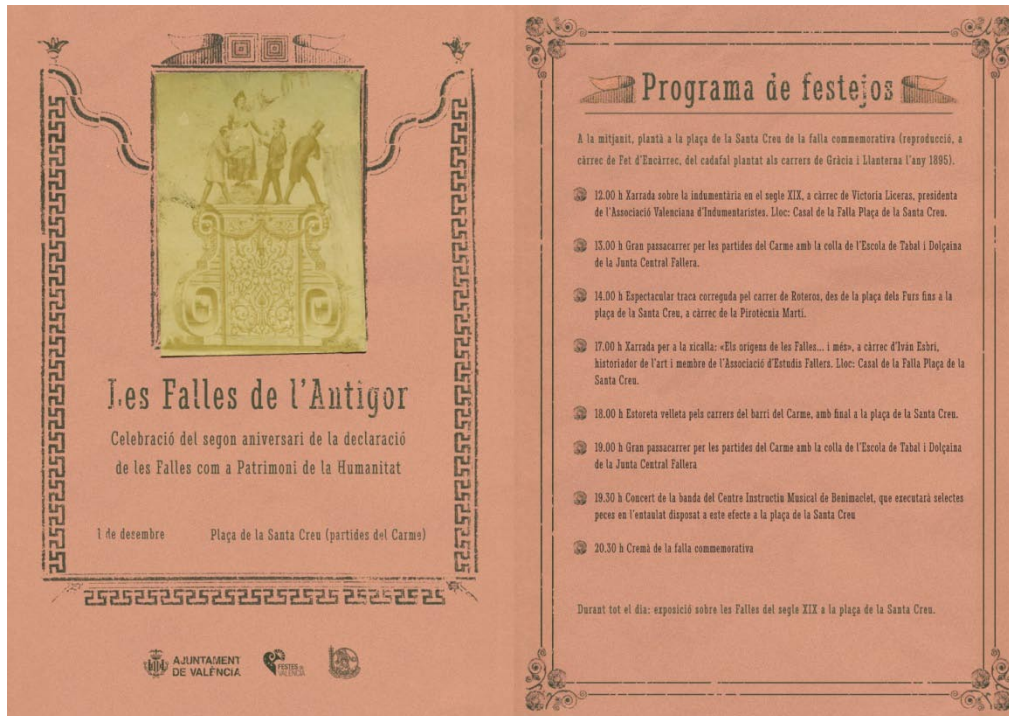 Les Falles de l'Antigor
Celebració del segon aniversari de la declaració
de les Falles com a Patrimoni de la Humanitat
1 de decembre Plaça de la Santa Creu (partides del Carme)
AJUNTAMENT
DE VALÈNCIA
FESTES DE
VALÈNCIA
Programa de festejos
A la mitjanit, plantà a la plaça de la Santa Creu de la falla commemorativa (reproducció, a
càrrec de Fet d'Encàrrec, del cadafal plantat als carrers de Gràcia i Llanterna l'any 1895).
12.00 h Xarrada sobre la indumentària en el segle XIX, a càrrec de Victoria Liceras, presidenta
de l'Associació Valenciana d'Indumentaristes. Lloc: Casal de la Falla Plaça de la Santa Creu.
13.00 h Gran passacarrer per les partides del Carme amb la colla de l'Escola de Tabal i Dolçaina
de la Junta Central Fallera.
14.00 h Espectacular traca correguda pel carrer de Roteros, des de la plaça dels Furs fins a la
plaça de la Santa Creu, a càrrec de la Pirotècnia Martí.
17.00 h Xarrada per a la xicalla: «Els orígens de les Falles... i més», a càrrec d'Iván Esbrí,
historiador de l'art i membre de l'Associació d'Estudis Fallers. Lloc: Casal de la Falla Plaça de la
Santa Creu.
18.00 h Estoreta velleta pels carrers del barri del Carme, amb final a la plaça de la Santa Creu.
19.00 h Gran passacarrer per les partides del Carme amb la colla de l'Escola de Tabal i Dolçaina
de la Junta Central Fallera
19.30 h Concert de la banda del Centre Instructiu Musical de Benimaclet, que executarà selectes
peces en l'entaulat disposat a este efecte a la plaça de la Santa Creu
20.30 h Cremà de la falla commemorativa
Durant tot el dia: exposició sobre les Falles del segle XIX a la plaça de la Santa Creu.